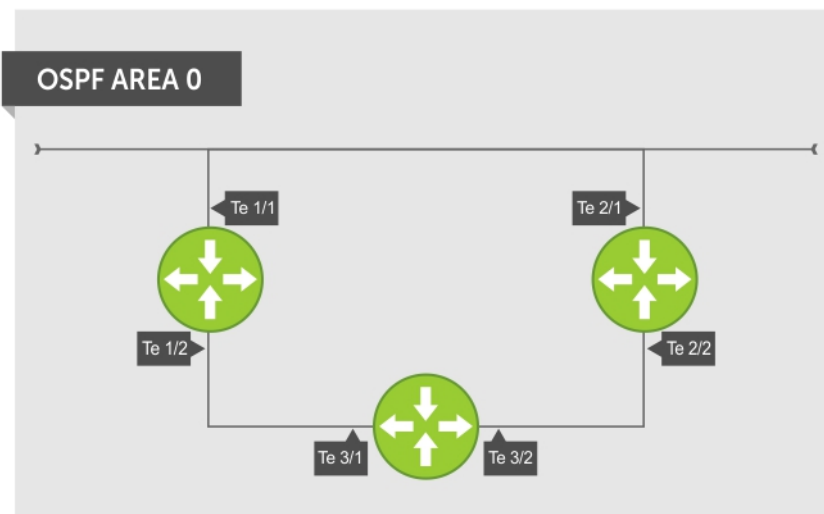 OSPF AREA 0
Te 1/1
Te 2/1
Te 1/2
Te 2/2
Te 3/1
Te 3/2